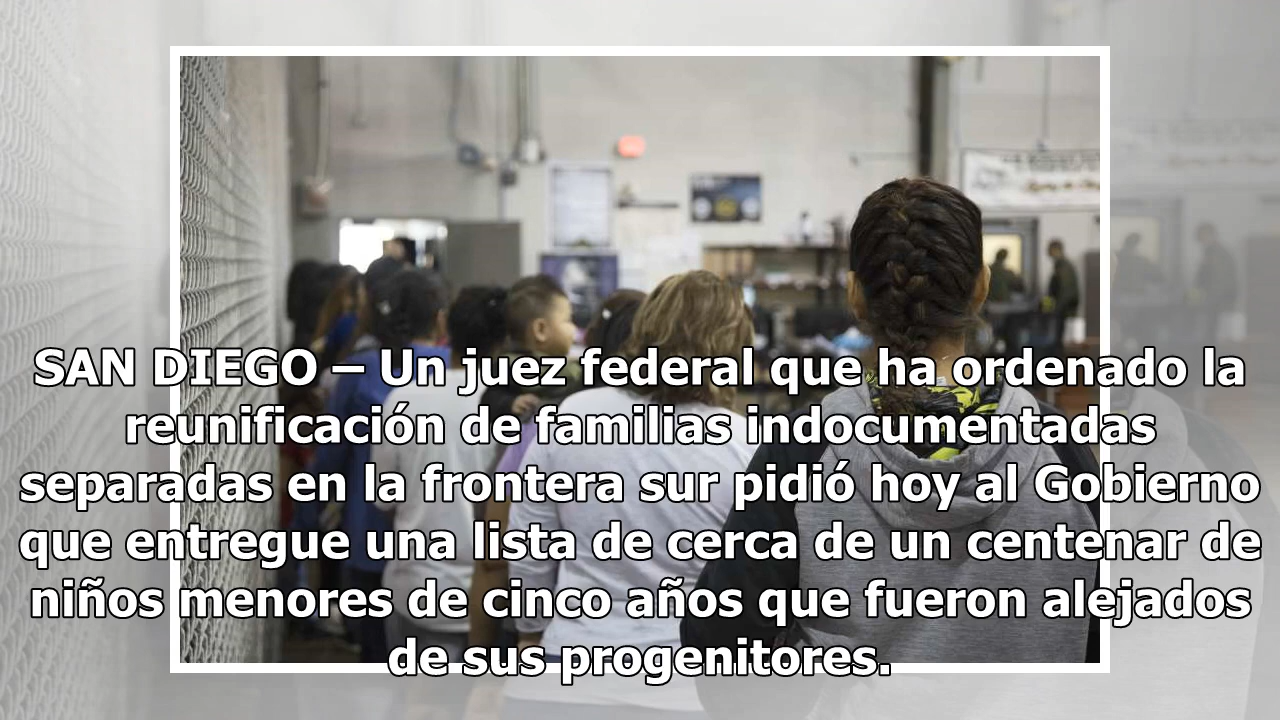 SAN DIEGO — Un juez federal que ha ordenado la
reunificación de familias indocumentadas
separadas en la frontera sur pidió hoy al Gobierno
que entregue una lista de cerca de un centenar de
niños menores de cinco años que fueron alejados
de sus progenitores.